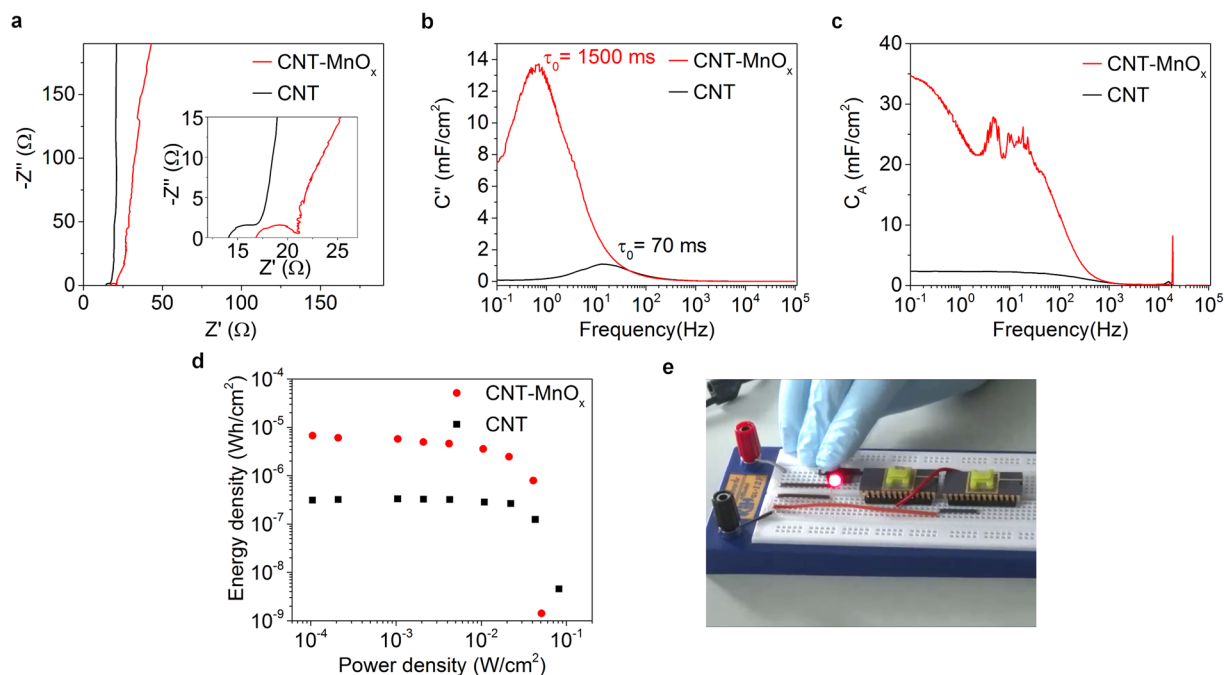 a
-Z'' (Ω)
150
100
50
0
0
50
100
150
Z' (Ω)
CNT-MnOₓ
CNT
-Z'' (Ω)
15
10
5
0
15
20
25
Z' (Ω)
b
C'' (mF/cm²)
14
12
10
8
6
4
2
0
10⁻¹
10⁰
10¹
10²
10³
10⁴
10⁵
Frequency(Hz)
τ₀= 1500 ms
CNT-MnOₓ
CNT
τ₀= 70 ms
c
C_A (mF/cm²)
40
30
20
10
0
10⁻¹
10⁰
10¹
10²
10³
10⁴
10⁵
Frequency(Hz)
CNT-MnOₓ
CNT
d
Energy density (Wh/cm²)
10⁻⁴
10⁻⁵
10⁻⁶
10⁻⁷
10⁻⁸
10⁻⁹
10⁻⁴
10⁻³
10⁻²
10⁻¹
Power density (W/cm²)
CNT-MnOₓ
CNT
e